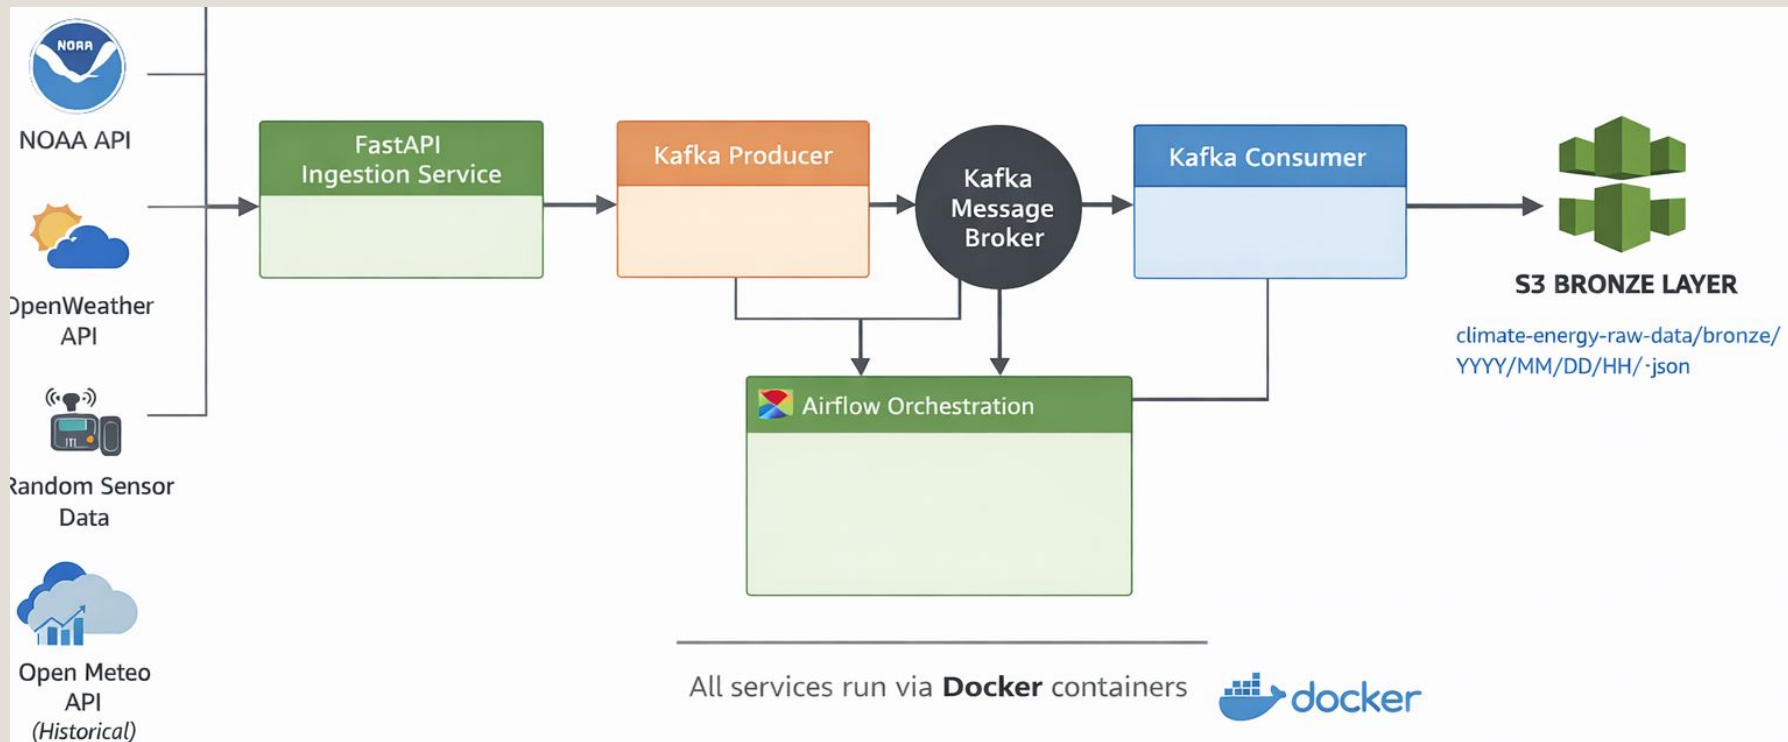 NOAA
NOAA API
OpenWeather
API
Random Sensor
Data
Open Meteo
API
(Historical)
FastAPI
Ingestion Service
Kafka Producer
Kafka
Message
Broker
Kafka Consumer
Airflow Orchestration
S3 BRONZE LAYER
climate-energy-raw-data/bronze/
YYYY/MM/DD/HH/·json
All services run via Docker containers
docker